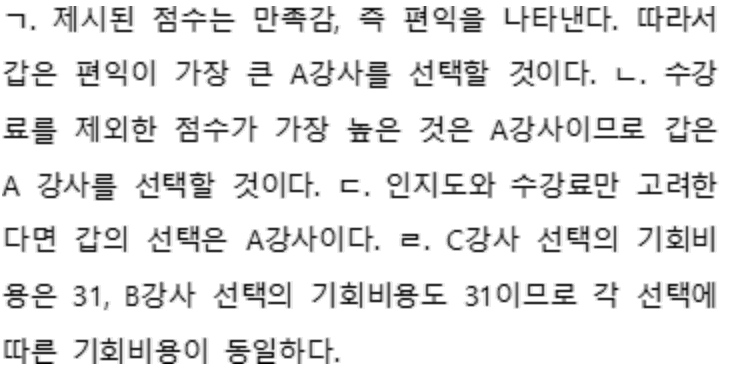 ㄱ. 제시된 점수는 만족감, 즉 편익을 나타낸다. 따라서
갑은 편익이 가장 큰 A강사를 선택할 것이다. ㄴ. 수강
료를 제외한 점수가 가장 높은 것은 A강사이므로 갑은
A 강사를 선택할 것이다. ㄷ. 인지도와 수강료만 고려한
다면 갑의 선택은 A강사이다. ㄹ. C강사 선택의 기회비
용은 31, B강사 선택의 기회비용도 31이므로 각 선택에
따른 기회비용이 동일하다.